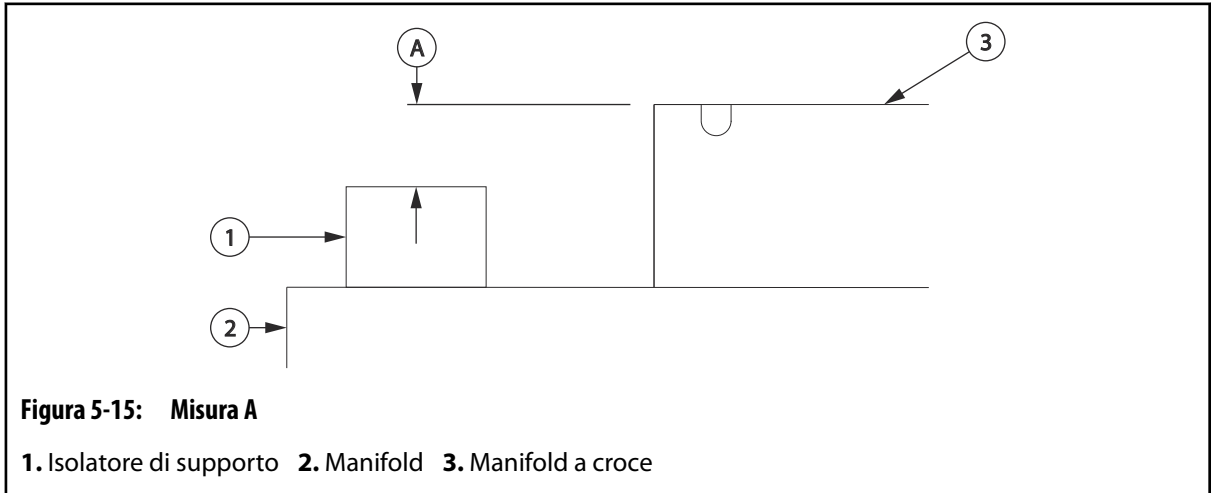 A
3
1
2
Figura 5-15: Misura A
1. Isolatore di supporto 2. Manifold 3. Manifold a croce